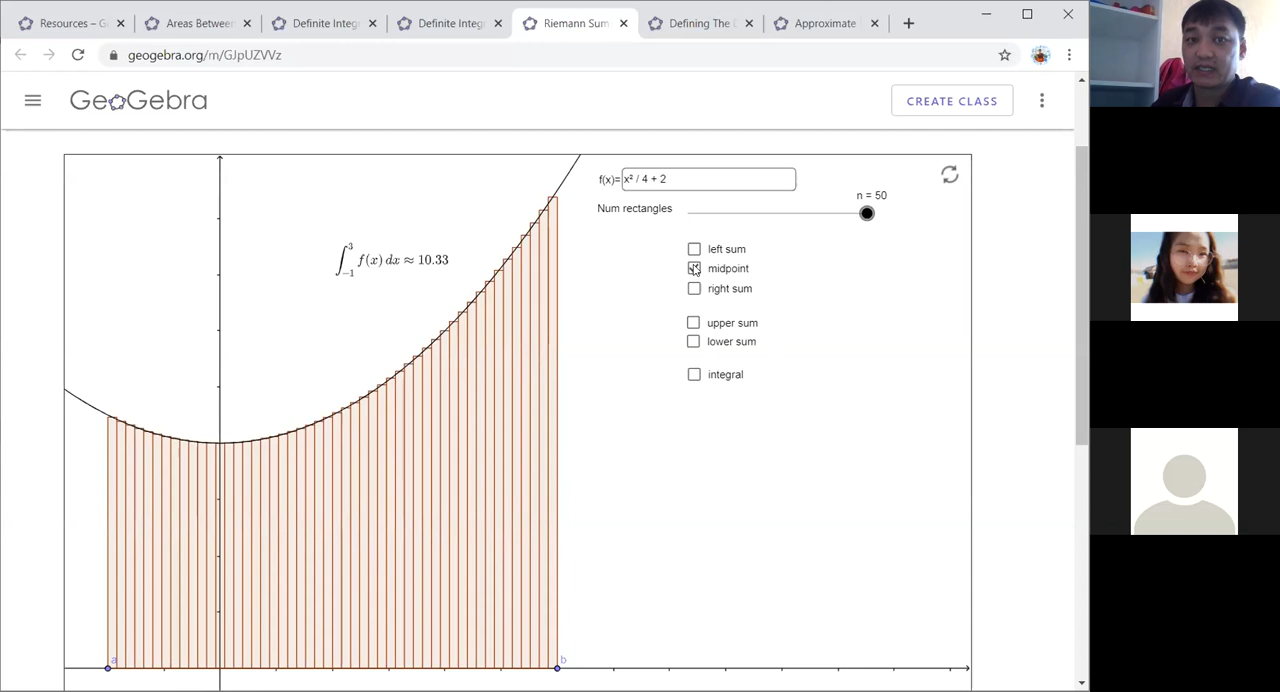 Resources – G
Areas Between
Definite Integ
Definite Integ
Riemann Sum
Defining The D
Approximate
geogebra.org/m/GJpUZVVz
GeoGebra
CREATE CLASS
f(x)= x² / 4 + 2
n = 50
Num rectangles
left sum
∫₋₁³ f(x) dx ≈ 10.33
midpoint
right sum
upper sum
lower sum
integral
a
b